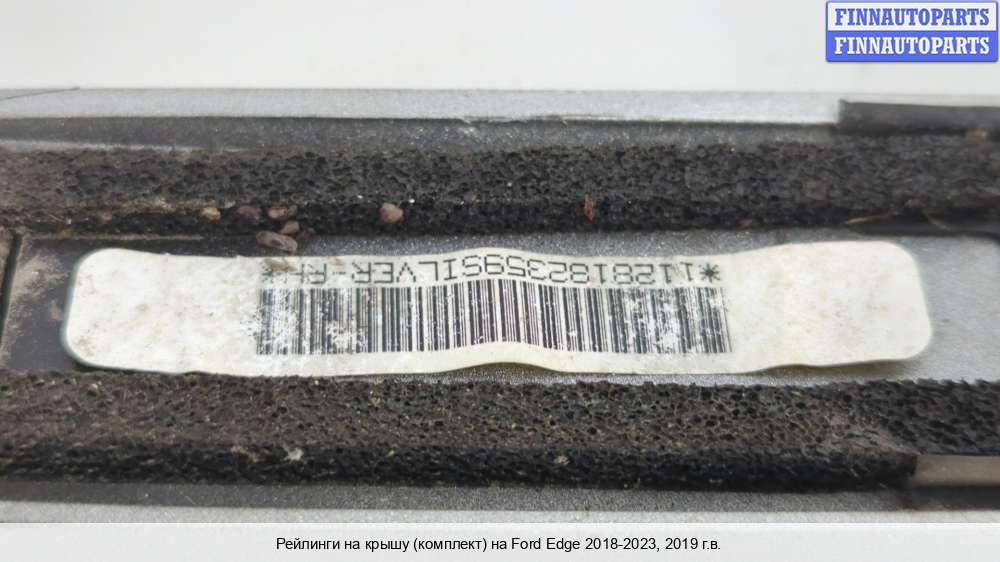 FINNAUTOPARTS
FINNAUTOPARTS
*1128182359SILVER-RH*
Рейлинги на крышу (комплект) на Ford Edge 2018-2023, 2019 г.в.